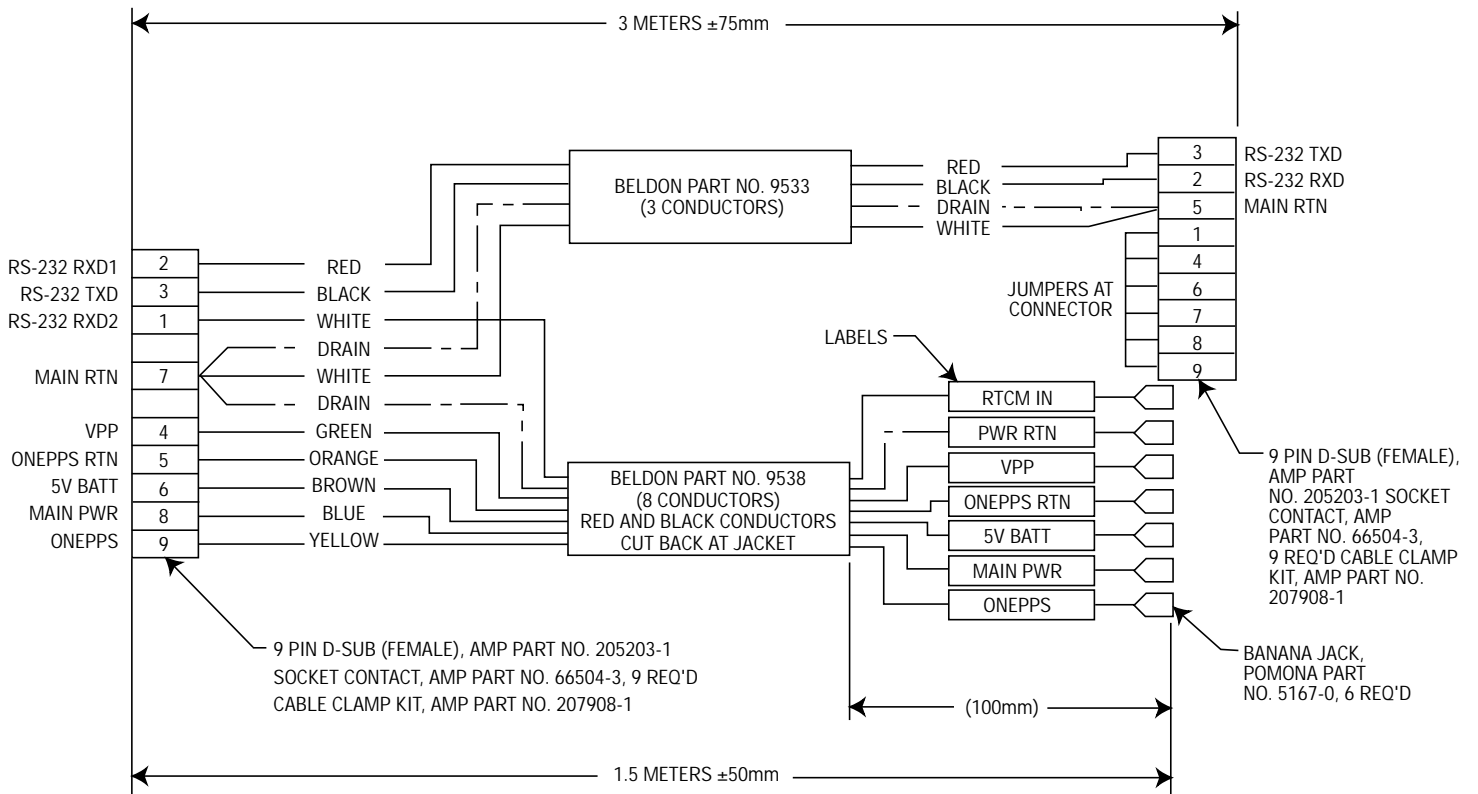 3 METERS ±75mm
BELDON PART NO. 9533
(3 CONDUCTORS)
RED
BLACK
DRAIN
WHITE
3 RS-232 TXD
2 RS-232 RXD
5 MAIN RTN
1
4
6
7
8
9
JUMPERS AT
CONNECTOR
RS-232 RXD1 2 RED
RS-232 TXD 3 BLACK
RS-232 RXD2 1 WHITE
DRAIN
MAIN RTN 7 WHITE
DRAIN
VPP 4 GREEN
ONEPPS RTN 5 ORANGE
5V BATT 6 BROWN
MAIN PWR 8 BLUE
ONEPPS 9 YELLOW
BELDON PART NO. 9538
(8 CONDUCTORS)
RED AND BLACK CONDUCTORS
CUT BACK AT JACKET
LABELS
RTCM IN
PWR RTN
VPP
ONEPPS RTN
5V BATT
MAIN PWR
ONEPPS
9 PIN D-SUB (FEMALE),
AMP PART
NO. 205203-1 SOCKET
CONTACT, AMP
PART NO. 66504-3,
9 REQ'D CABLE CLAMP
KIT, AMP PART NO.
207908-1
9 PIN D-SUB (FEMALE), AMP PART NO. 205203-1
SOCKET CONTACT, AMP PART NO. 66504-3, 9 REQ'D
CABLE CLAMP KIT, AMP PART NO. 207908-1
BANANA JACK,
POMONA PART
NO. 5167-0, 6 REQ'D
(100mm)
1.5 METERS ±50mm